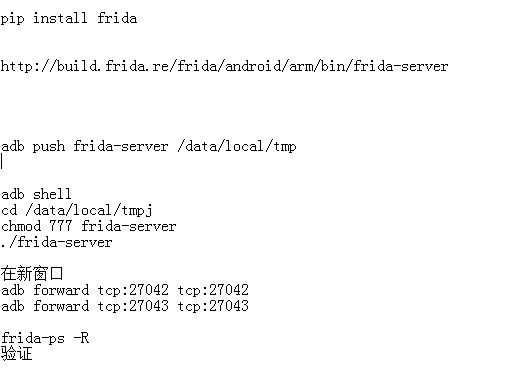 pip install frida
http://build.frida.re/frida/android/arm/bin/frida-server
adb push frida-server /data/local/tmp
adb shell
cd /data/local/tmpj
chmod 777 frida-server
./frida-server
在新窗口
adb forward tcp:27042 tcp:27042
adb forward tcp:27043 tcp:27043
frida-ps -R
验证